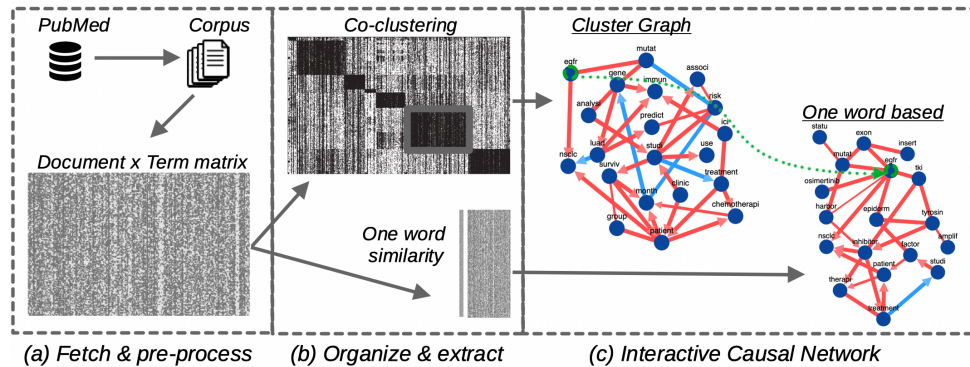 PubMed
Corpus
Document x Term matrix
(a) Fetch & pre-process
Co-clustering
One word
similarity
(b) Organize & extract
Cluster Graph
mutat
egfr
associ
gene
immun
risk
analysi
predict
ici
luad
studi
use
nsclc
surviv
treatment
month
clinic
chemotherapi
group
patient
One word based
statu
exon
insert
mutat
egfr
tki
osimertinib
harbor
epiderm
tyrosin
nsclc
inhibitor
factor
amplif
patient
studi
therapi
treatment
(c) Interactive Causal Network